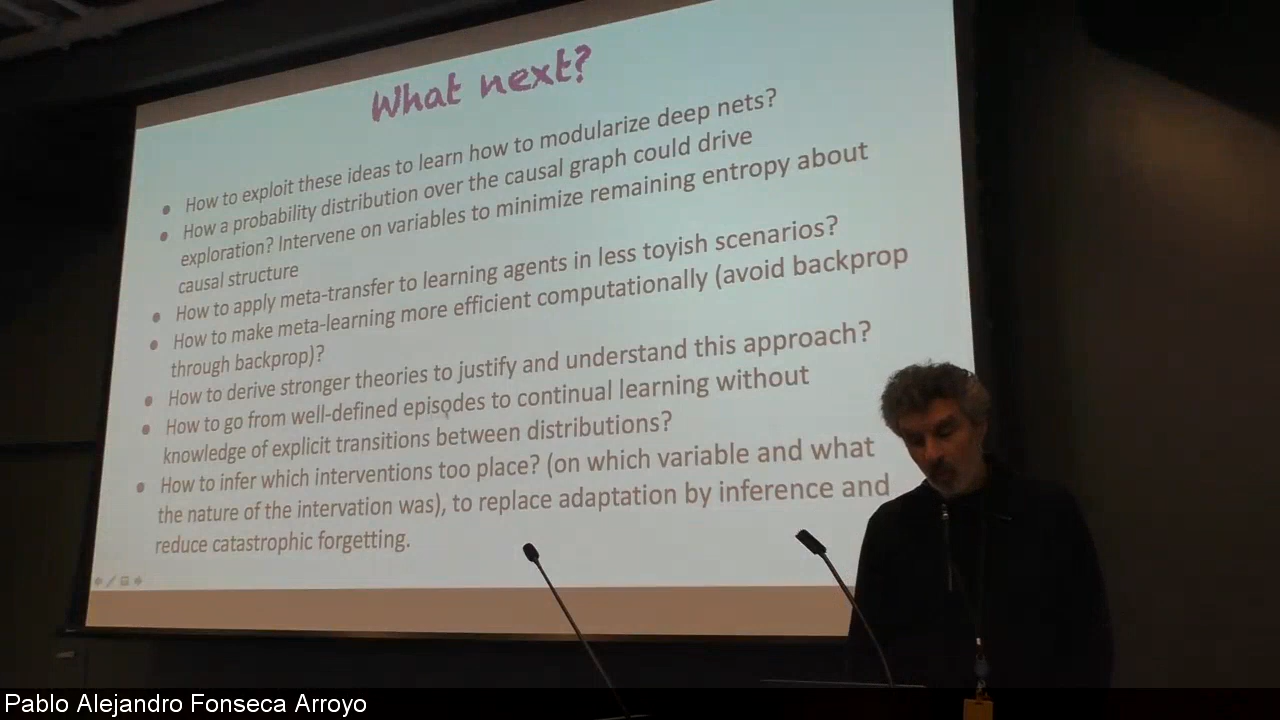 What next?
• How to exploit these ideas to learn how to modularize deep nets?
• How a probability distribution over the causal graph could drive
exploration? Intervene on variables to minimize remaining entropy about
causal structure
• How to apply meta-transfer to learning agents in less toyish scenarios?
• How to make meta-learning more efficient computationally (avoid backprop
through backprop)?
• How to derive stronger theories to justify and understand this approach?
• How to go from well-defined episodes to continual learning without
knowledge of explicit transitions between distributions?
• How to infer which interventions too place? (on which variable and what
the nature of the intervation was), to replace adaptation by inference and
reduce catastrophic forgetting.
Pablo Alejandro Fonseca Arroyo